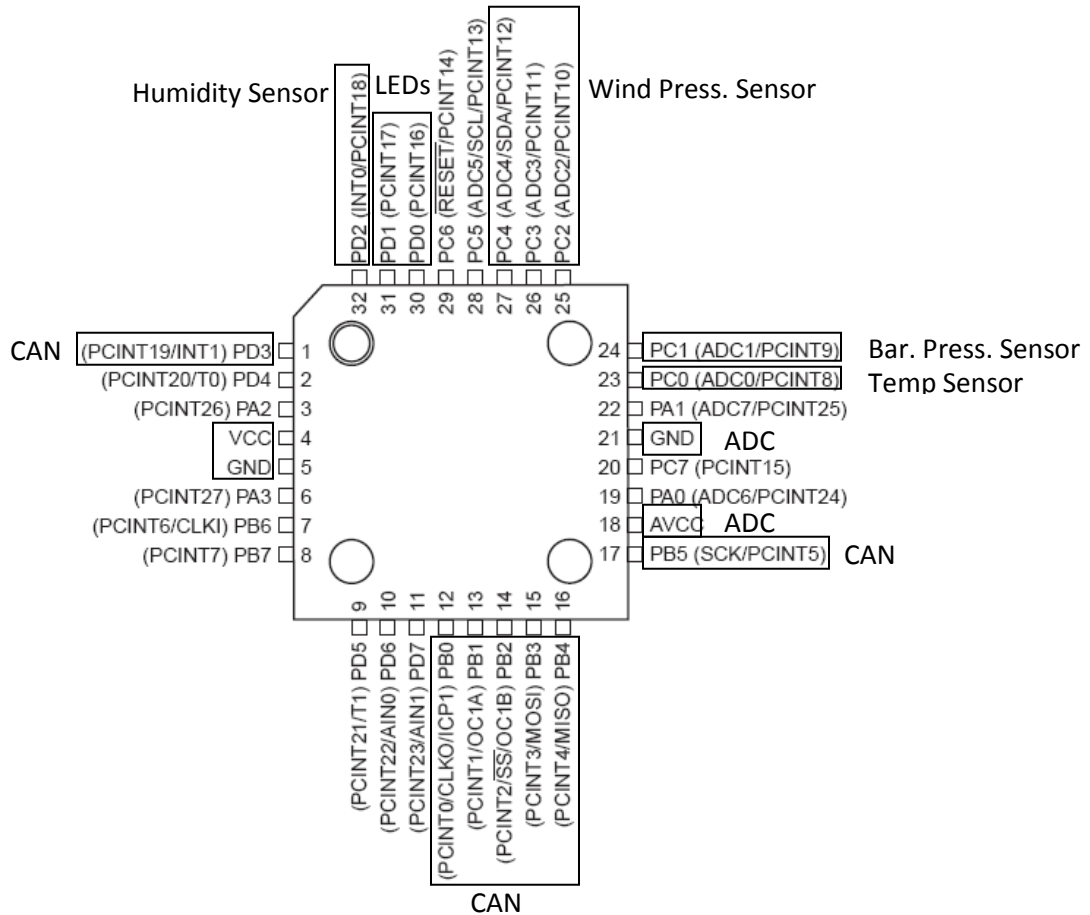 Humidity Sensor
LEDs
Wind Press. Sensor
PD2 (INT0/PCINT18)
PD1 (PCINT17)
PD0 (PCINT16)
PC6 (RESET/PCINT14)
PC5 (ADC5/SCL/PCINT13)
PC4 (ADC4/SDA/PCINT12)
PC3 (ADC3/PCINT11)
PC2 (ADC2/PCINT10)
32 31 30 29 28 27 26 25
CAN (PCINT19/INT1) PD3 1
(PCINT20/T0) PD4 2
(PCINT26) PA2 3
VCC 4
GND 5
(PCINT27) PA3 6
(PCINT6/CLKI) PB6 7
(PCINT7) PB7 8
24 PC1 (ADC1/PCINT9) Bar. Press. Sensor
23 PC0 (ADC0/PCINT8) Temp Sensor
22 PA1 (ADC7/PCINT25)
21 GND ADC
20 PC7 (PCINT15)
19 PA0 (ADC6/PCINT24)
18 AVCC ADC
17 PB5 (SCK/PCINT5) CAN
9 10 11 12 13 14 15 16
(PCINT21/T1) PD5
(PCINT22/AIN0) PD6
(PCINT23/AIN1) PD7
(PCINT0/CLKO/ICP1) PB0
(PCINT1/OC1A) PB1
(PCINT2/SS/OC1B) PB2
(PCINT3/MOSI) PB3
(PCINT4/MISO) PB4
CAN